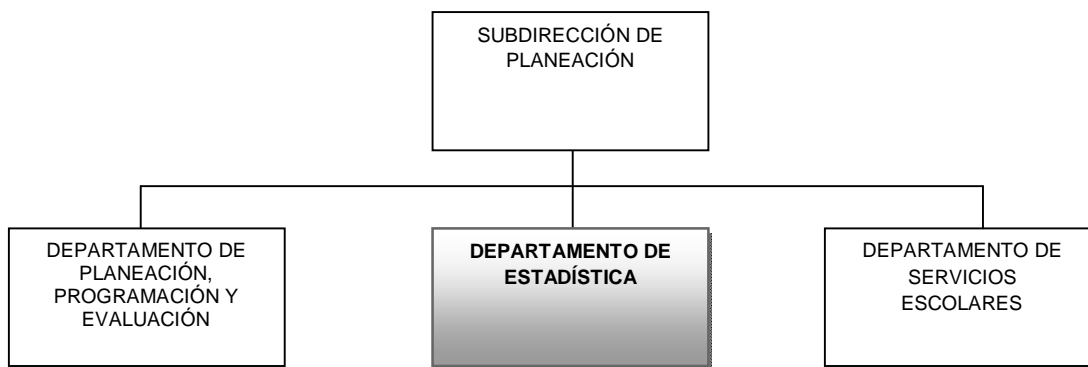 SUBDIRECCIÓN DE
PLANEACIÓN
DEPARTAMENTO DE
PLANEACIÓN,
PROGRAMACIÓN Y
EVALUACIÓN
DEPARTAMENTO DE
ESTADÍSTICA
DEPARTAMENTO DE
SERVICIOS
ESCOLARES